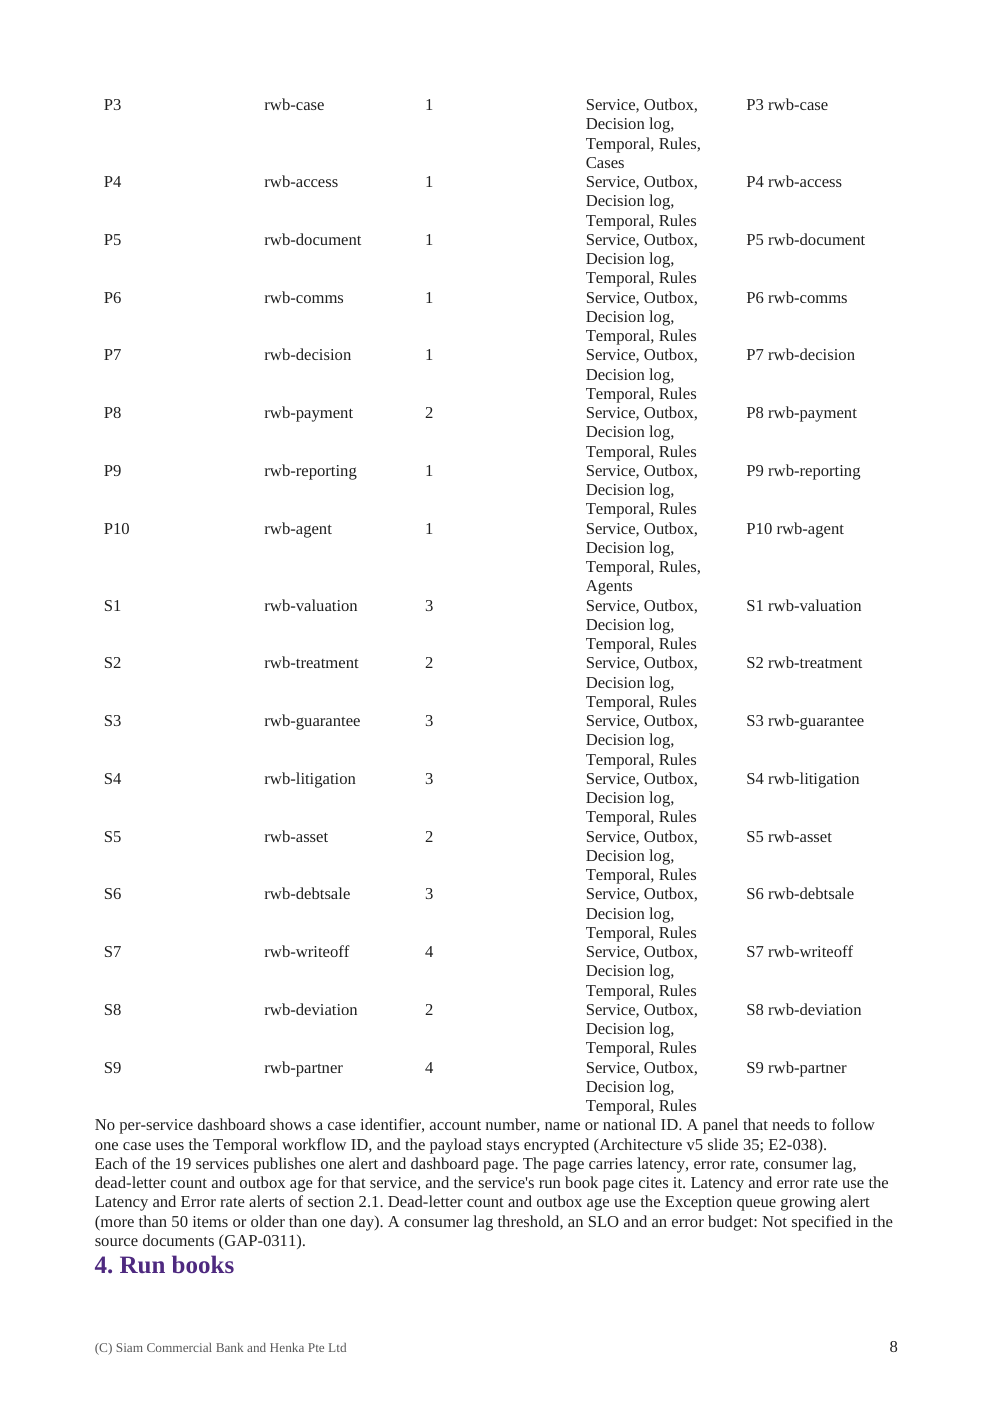 P3 rwb-case 1 Service, Outbox, P3 rwb-case
Decision log,
Temporal, Rules,
Cases
P4 rwb-access 1 Service, Outbox, P4 rwb-access
Decision log,
Temporal, Rules
P5 rwb-document 1 Service, Outbox, P5 rwb-document
Decision log,
Temporal, Rules
P6 rwb-comms 1 Service, Outbox, P6 rwb-comms
Decision log,
Temporal, Rules
P7 rwb-decision 1 Service, Outbox, P7 rwb-decision
Decision log,
Temporal, Rules
P8 rwb-payment 2 Service, Outbox, P8 rwb-payment
Decision log,
Temporal, Rules
P9 rwb-reporting 1 Service, Outbox, P9 rwb-reporting
Decision log,
Temporal, Rules
P10 rwb-agent 1 Service, Outbox, P10 rwb-agent
Decision log,
Temporal, Rules,
Agents
S1 rwb-valuation 3 Service, Outbox, S1 rwb-valuation
Decision log,
Temporal, Rules
S2 rwb-treatment 2 Service, Outbox, S2 rwb-treatment
Decision log,
Temporal, Rules
S3 rwb-guarantee 3 Service, Outbox, S3 rwb-guarantee
Decision log,
Temporal, Rules
S4 rwb-litigation 3 Service, Outbox, S4 rwb-litigation
Decision log,
Temporal, Rules
S5 rwb-asset 2 Service, Outbox, S5 rwb-asset
Decision log,
Temporal, Rules
S6 rwb-debtsale 3 Service, Outbox, S6 rwb-debtsale
Decision log,
Temporal, Rules
S7 rwb-writeoff 4 Service, Outbox, S7 rwb-writeoff
Decision log,
Temporal, Rules
S8 rwb-deviation 2 Service, Outbox, S8 rwb-deviation
Decision log,
Temporal, Rules
S9 rwb-partner 4 Service, Outbox, S9 rwb-partner
Decision log,
Temporal, Rules
No per-service dashboard shows a case identifier, account number, name or national ID. A panel that needs to follow
one case uses the Temporal workflow ID, and the payload stays encrypted (Architecture v5 slide 35; E2-038).
Each of the 19 services publishes one alert and dashboard page. The page carries latency, error rate, consumer lag,
dead-letter count and outbox age for that service, and the service's run book page cites it. Latency and error rate use the
Latency and Error rate alerts of section 2.1. Dead-letter count and outbox age use the Exception queue growing alert
(more than 50 items or older than one day). A consumer lag threshold, an SLO and an error budget: Not specified in the
source documents (GAP-0311).
4. Run books
(C) Siam Commercial Bank and Henka Pte Ltd 8